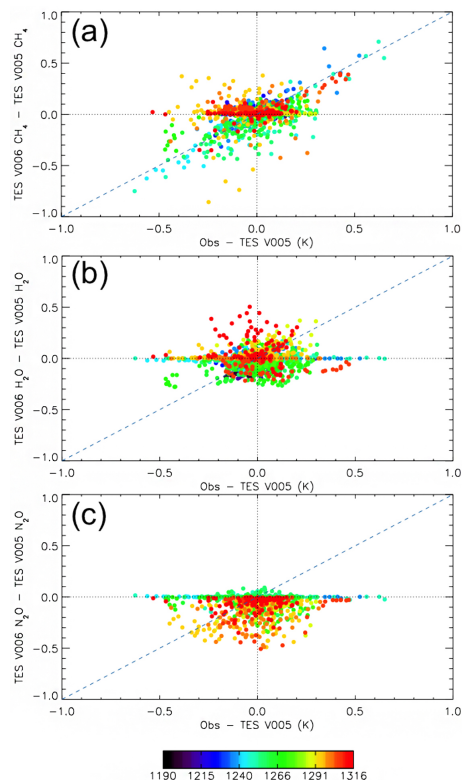 (a)
TES V006 CH₄ − TES V005 CH₄
1.0
0.5
0.0
-0.5
-1.0
-1.0 -0.5 0.0 0.5 1.0
Obs − TES V005 (K)
(b)
TES V006 H₂O − TES V005 H₂O
1.0
0.5
0.0
-0.5
-1.0
-1.0 -0.5 0.0 0.5 1.0
Obs − TES V005 (K)
(c)
TES V006 N₂O − TES V005 N₂O
1.0
0.5
0.0
-0.5
-1.0
-1.0 -0.5 0.0 0.5 1.0
Obs − TES V005 (K)
1190 1215 1240 1266 1291 1316